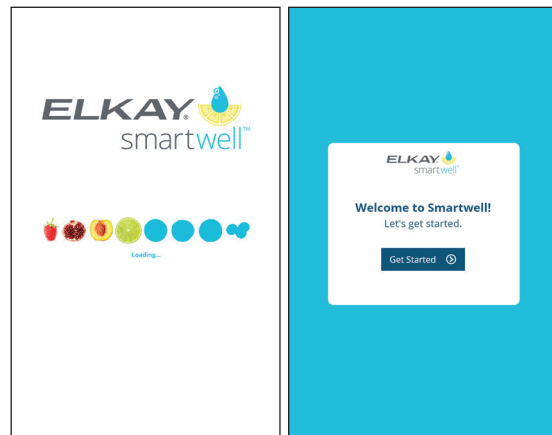 ELKAY®
smartwell™
Loading...
ELKAY®
smartwell™
Welcome to Smartwell!
Let's get started.
Get Started